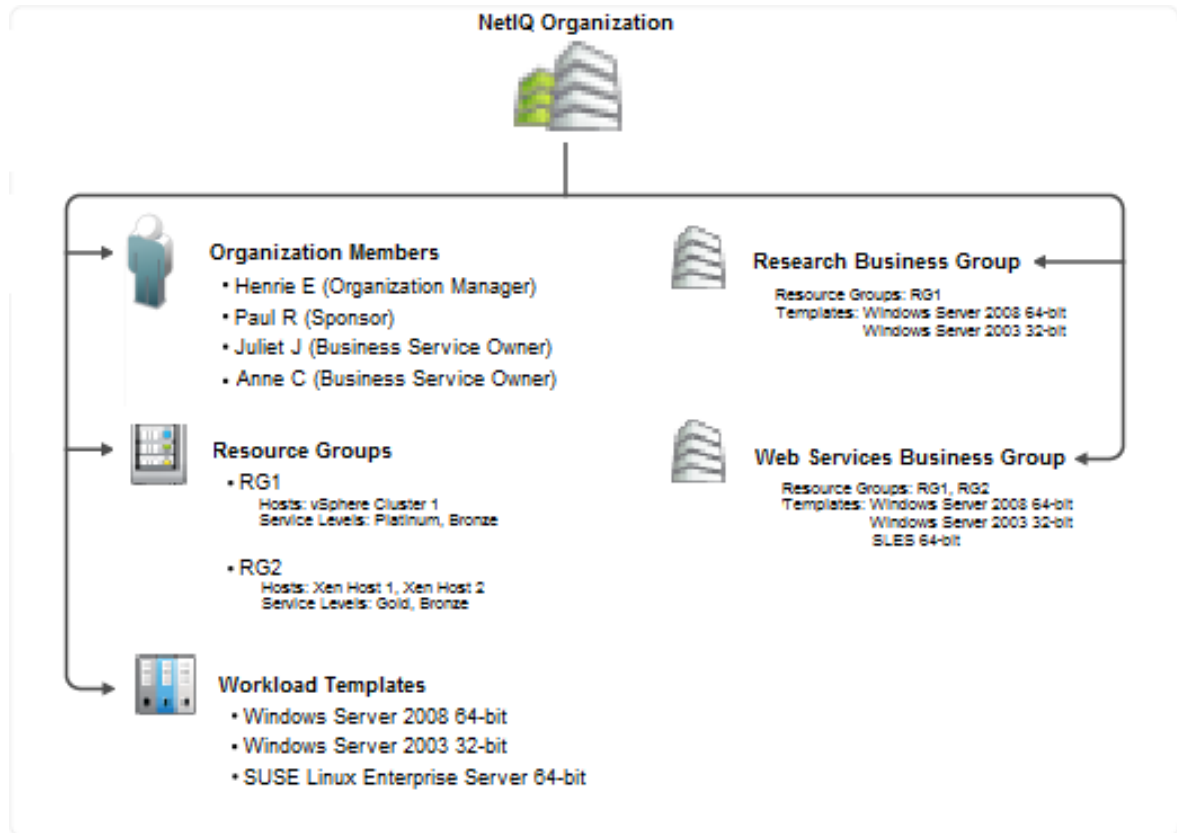 NetIQ Organization
Organization Members
• Henrie E (Organization Manager)
• Paul R (Sponsor)
• Juliet J (Business Service Owner)
• Anne C (Business Service Owner)
Resource Groups
• RG1
Hosts: vSphere Cluster 1
Service Levels: Platinum, Bronze
• RG2
Hosts: Xen Host 1, Xen Host 2
Service Levels: Gold, Bronze
Workload Templates
• Windows Server 2008 64-bit
• Windows Server 2003 32-bit
• SUSE Linux Enterprise Server 64-bit
Research Business Group
Resource Groups: RG1
Templates: Windows Server 2008 64-bit
Windows Server 2003 32-bit
Web Services Business Group
Resource Groups: RG1, RG2
Templates: Windows Server 2008 64-bit
Windows Server 2003 32-bit
SLES 64-bit